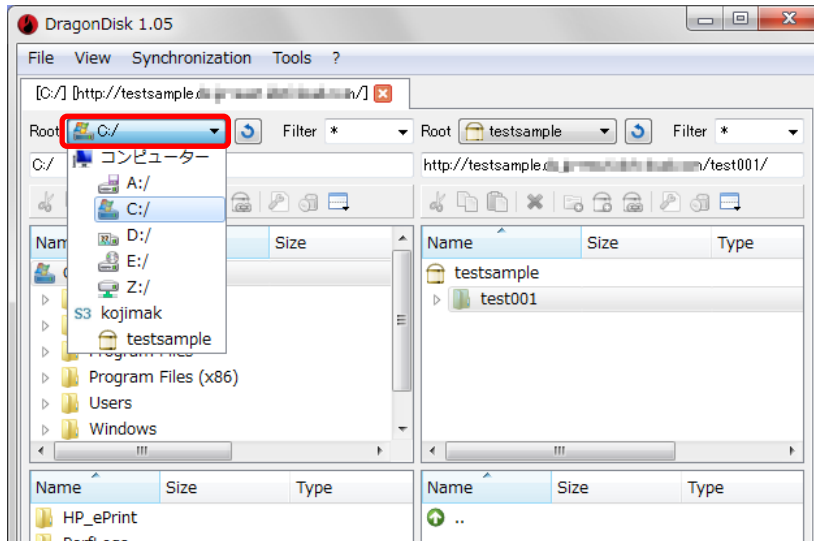 DragonDisk 1.05
File View Synchronization Tools ?
[C:/] [http://testsample. /]
Root C:/ Filter * Root testsample Filter *
C:/ http://testsample. /test001/
コンピューター
A:/
C:/
D:/
E:/
Z:/
S3 kojimak
testsample
Size
Name Size Type
testsample
test001
Program Files
Program Files (x86)
Users
Windows
Name Size Type
Name Size Type
HP_ePrint
..